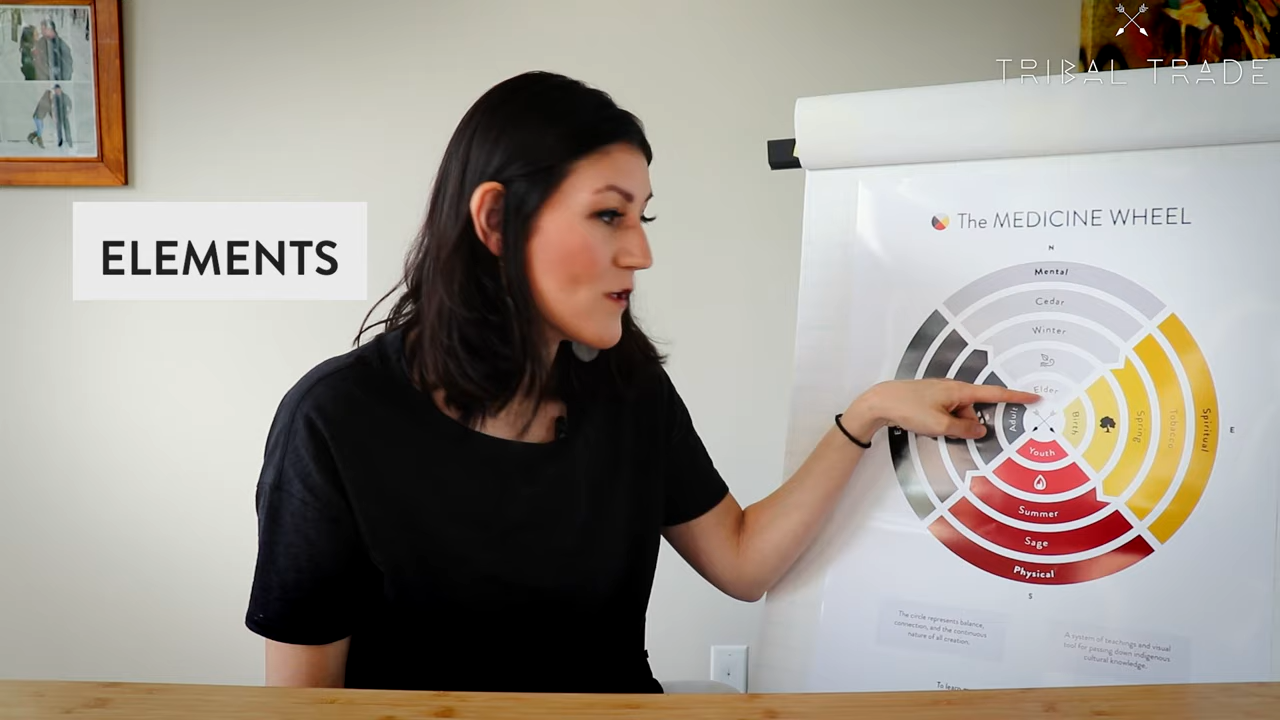 TRIBAL TRADE
ELEMENTS
The MEDICINE WHEEL
N
Mental
Cedar
Winter
Elder
Adult
Birth
Spring
Tobacco
Spiritual
E
Youth
Summer
Sage
Physical
S
The circle represents balance,
connection, and the continuous
nature of all creation.
A system of teachings and visual
tool for passing down indigenous
cultural knowledge.
To learn